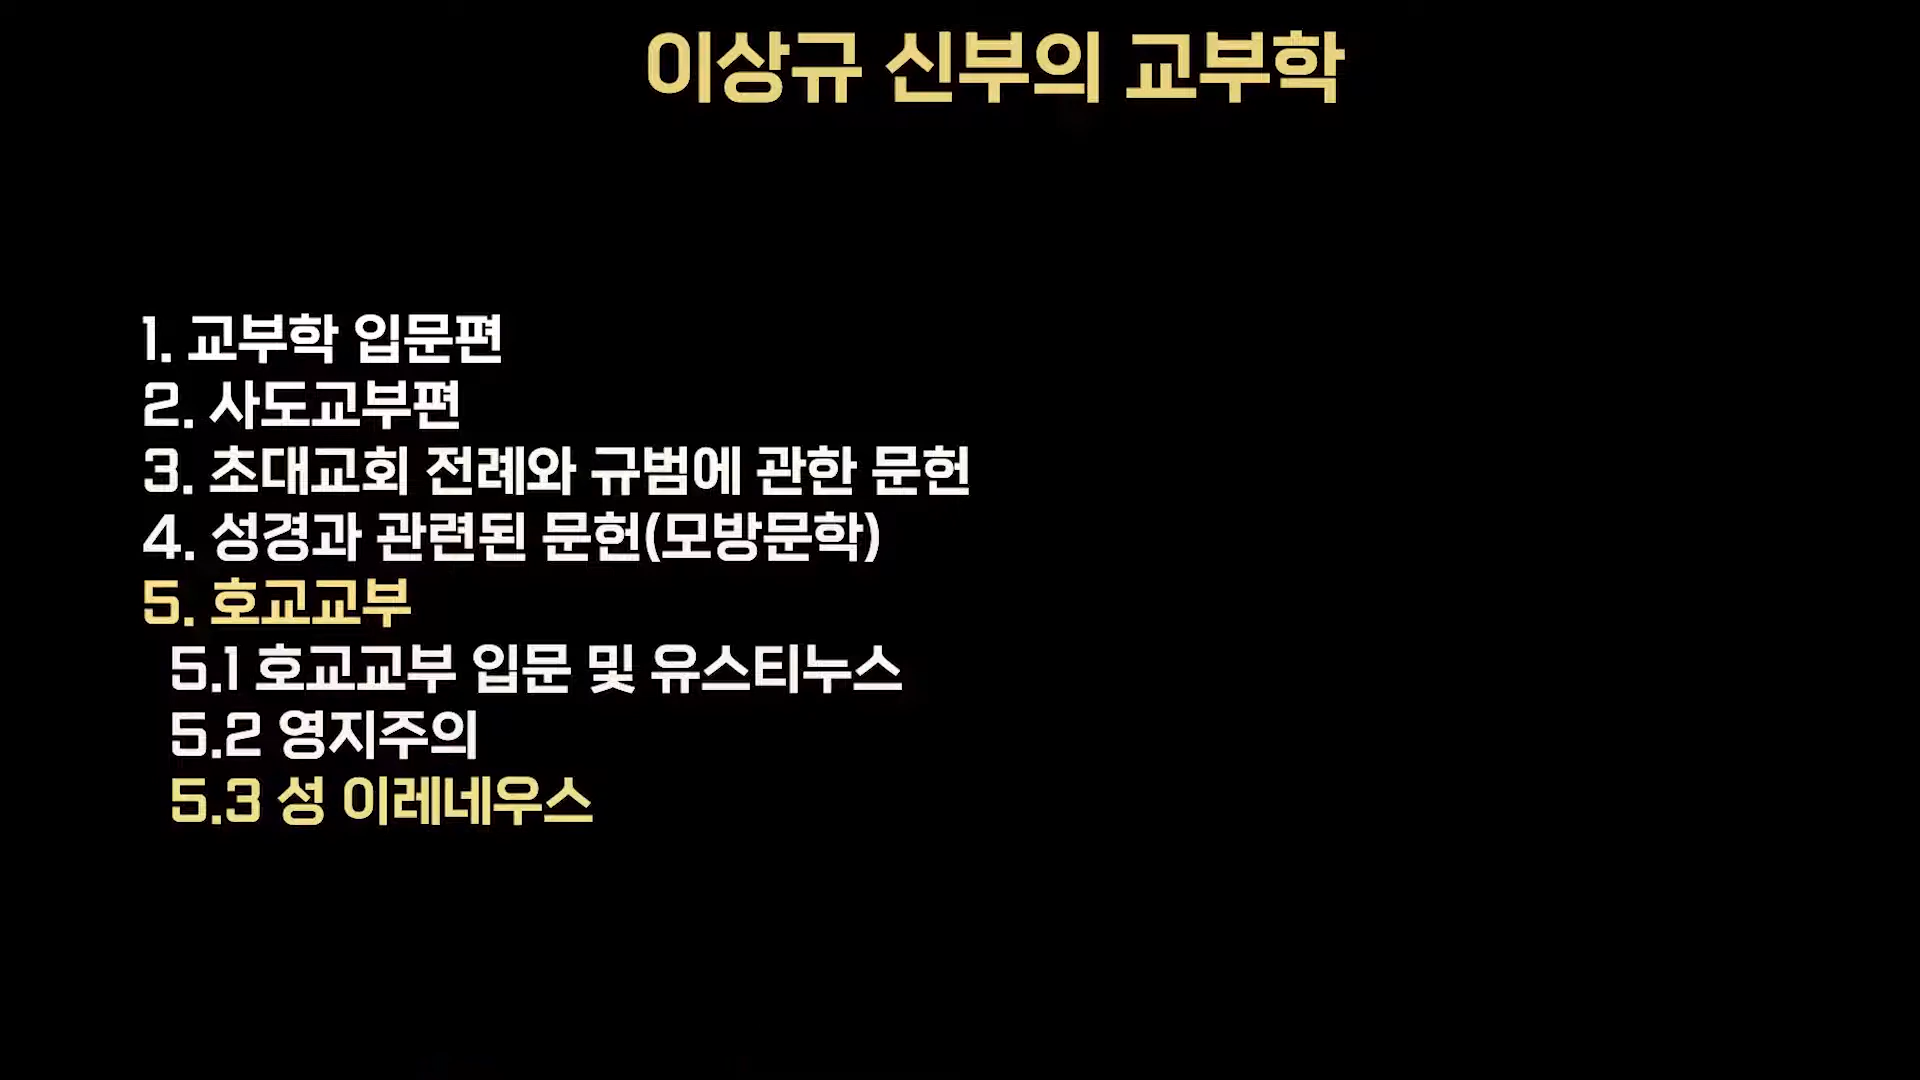 이상규 신부의 교부학
1. 교부학 입문편
2. 사도교부편
3. 초대교회 전례와 규범에 관한 문헌
4. 성경과 관련된 문헌(모방문학)
5. 호교교부
5.1 호교교부 입문 및 유스티누스
5.2 영지주의
5.3 성 이레네우스